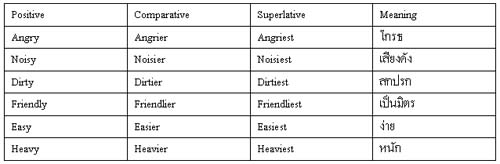 Positive Comparative Superlative Meaning
Angry Angrier Angriest โกรธ
Noisy Noisier Noisiest เสียงดัง
Dirty Dirtier Dirtiest สกปรก
Friendly Friendlier Friendliest เป็นมิตร
Easy Easier Easiest ง่าย
Heavy Heavier Heaviest หนัก